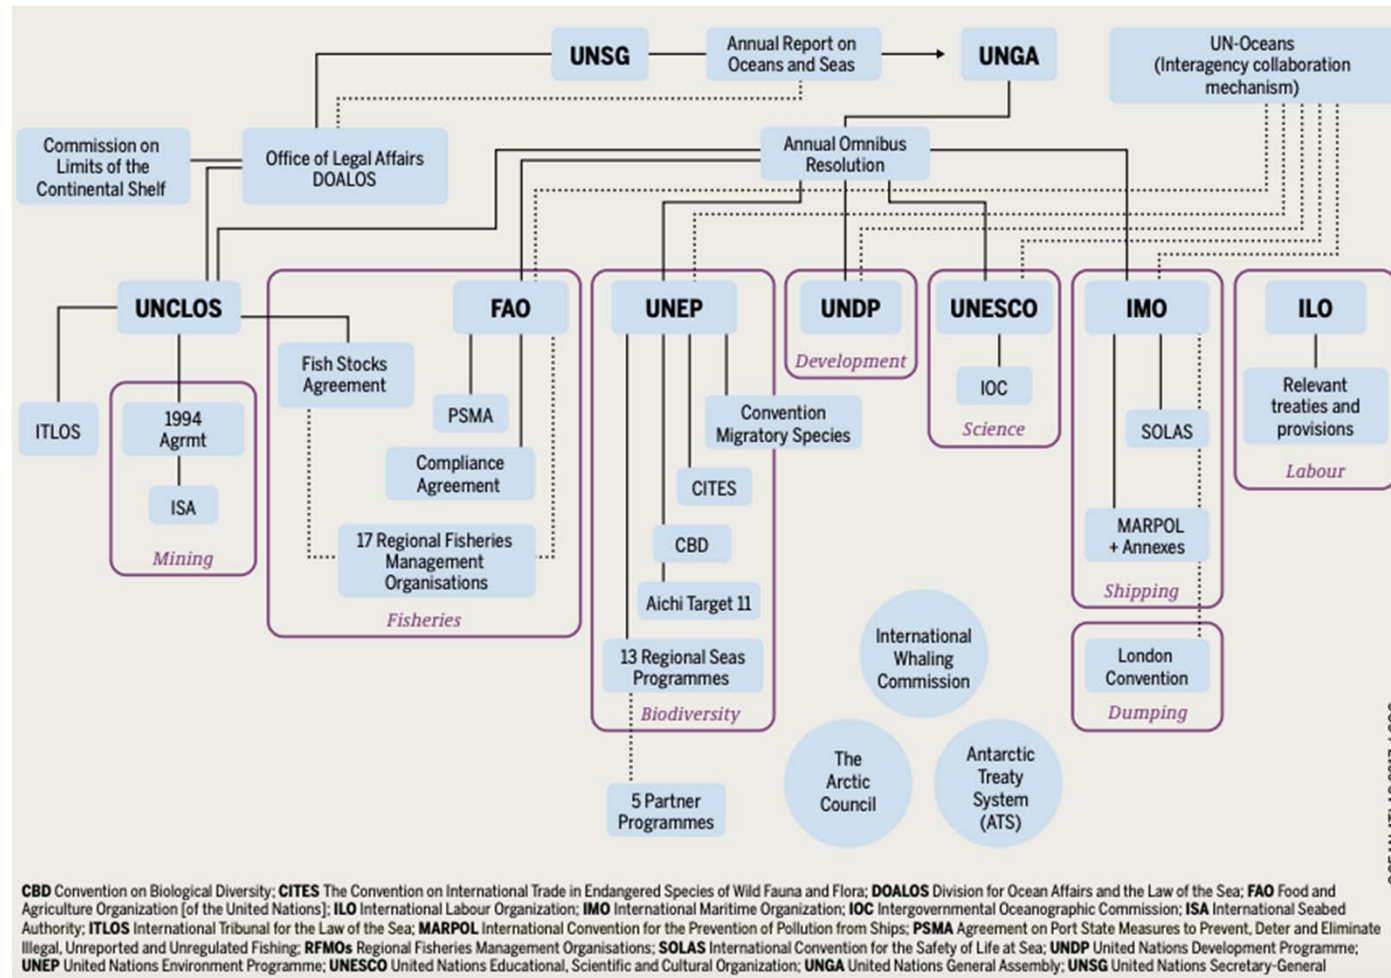 UNSG
Annual Report on
Oceans and Seas
UNGA
UN-Oceans
(Interagency collaboration
mechanism)
Commission on
Limits of the
Continental Shelf
Office of Legal Affairs
DOALOS
Annual Omnibus
Resolution
UNCLOS
FAO
UNEP
UNDP
UNESCO
IMO
ILO
Development
Fish Stocks
Agreement
ITLOS
1994
Agrmt
ISA
Mining
PSMA
Compliance
Agreement
17 Regional Fisheries
Management
Organisations
Fisheries
Convention
Migratory Species
CITES
CBD
Aichi Target 11
13 Regional Seas
Programmes
Biodiversity
5 Partner
Programmes
IOC
Science
SOLAS
MARPOL
+ Annexes
Shipping
London
Convention
Dumping
Relevant
treaties and
provisions
Labour
International
Whaling
Commission
The
Arctic
Council
Antarctic
Treaty
System
(ATS)
CBD Convention on Biological Diversity; CITES The Convention on International Trade in Endangered Species of Wild Fauna and Flora; DOALOS Division for Ocean Affairs and the Law of the Sea; FAO Food and
Agriculture Organization [of the United Nations]; ILO International Labour Organization; IMO International Maritime Organization; IOC Intergovernmental Oceanographic Commission; ISA International Seabed
Authority; ITLOS International Tribunal for the Law of the Sea; MARPOL International Convention for the Prevention of Pollution from Ships; PSMA Agreement on Port State Measures to Prevent, Deter and Eliminate
Illegal, Unreported and Unregulated Fishing; RFMOs Regional Fisheries Management Organisations; SOLAS International Convention for the Safety of Life at Sea; UNDP United Nations Development Programme;
UNEP United Nations Environment Programme; UNESCO United Nations Educational, Scientific and Cultural Organization; UNGA United Nations General Assembly; UNSG United Nations Secretary-General